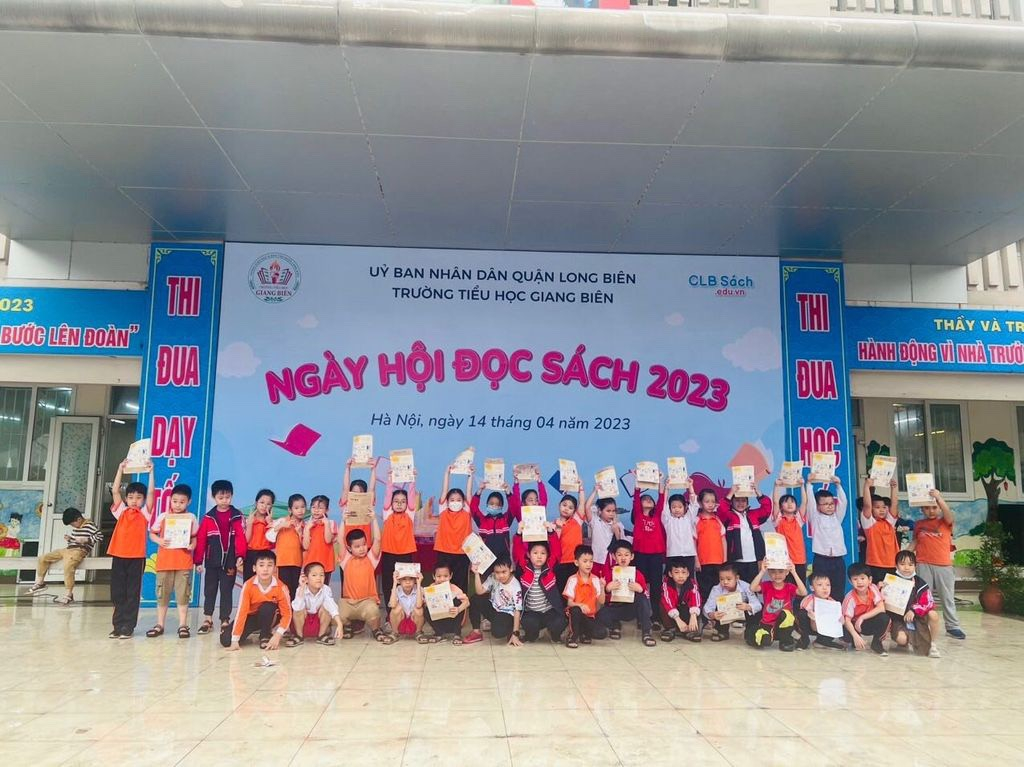 UỶ BAN NHÂN DÂN QUẬN LONG BIÊN
TRƯỜNG TIỂU HỌC GIANG BIÊN
GIANG BIÊN
CLB Sách
.edu.vn
NGÀY HỘI ĐỌC SÁCH 2023
Hà Nội, ngày 14 tháng 04 năm 2023
2023
BƯỚC LÊN ĐOÀN”
THI
ĐUA
DẠY
TỐ
THI
ĐUA
HỌC
THẦY VÀ TR
HÀNH ĐỘNG VÌ NHÀ TRƯỜ